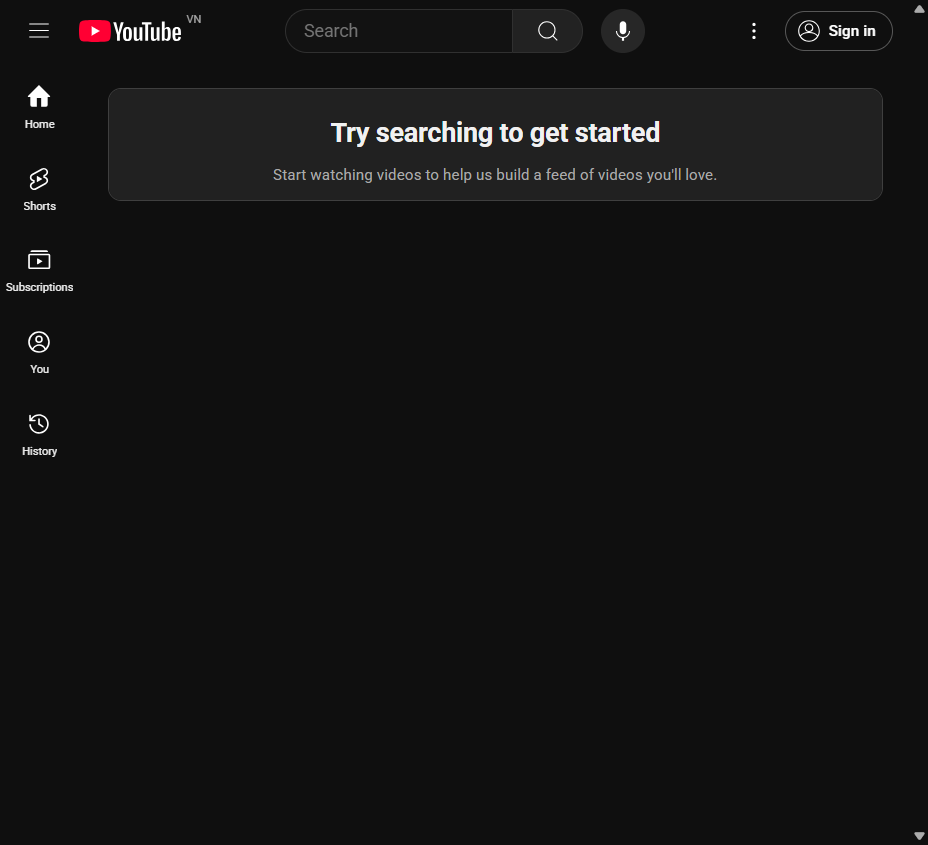 YouTube VN
Search
Sign in
Home
Shorts
Subscriptions
You
History
Try searching to get started
Start watching videos to help us build a feed of videos you'll love.